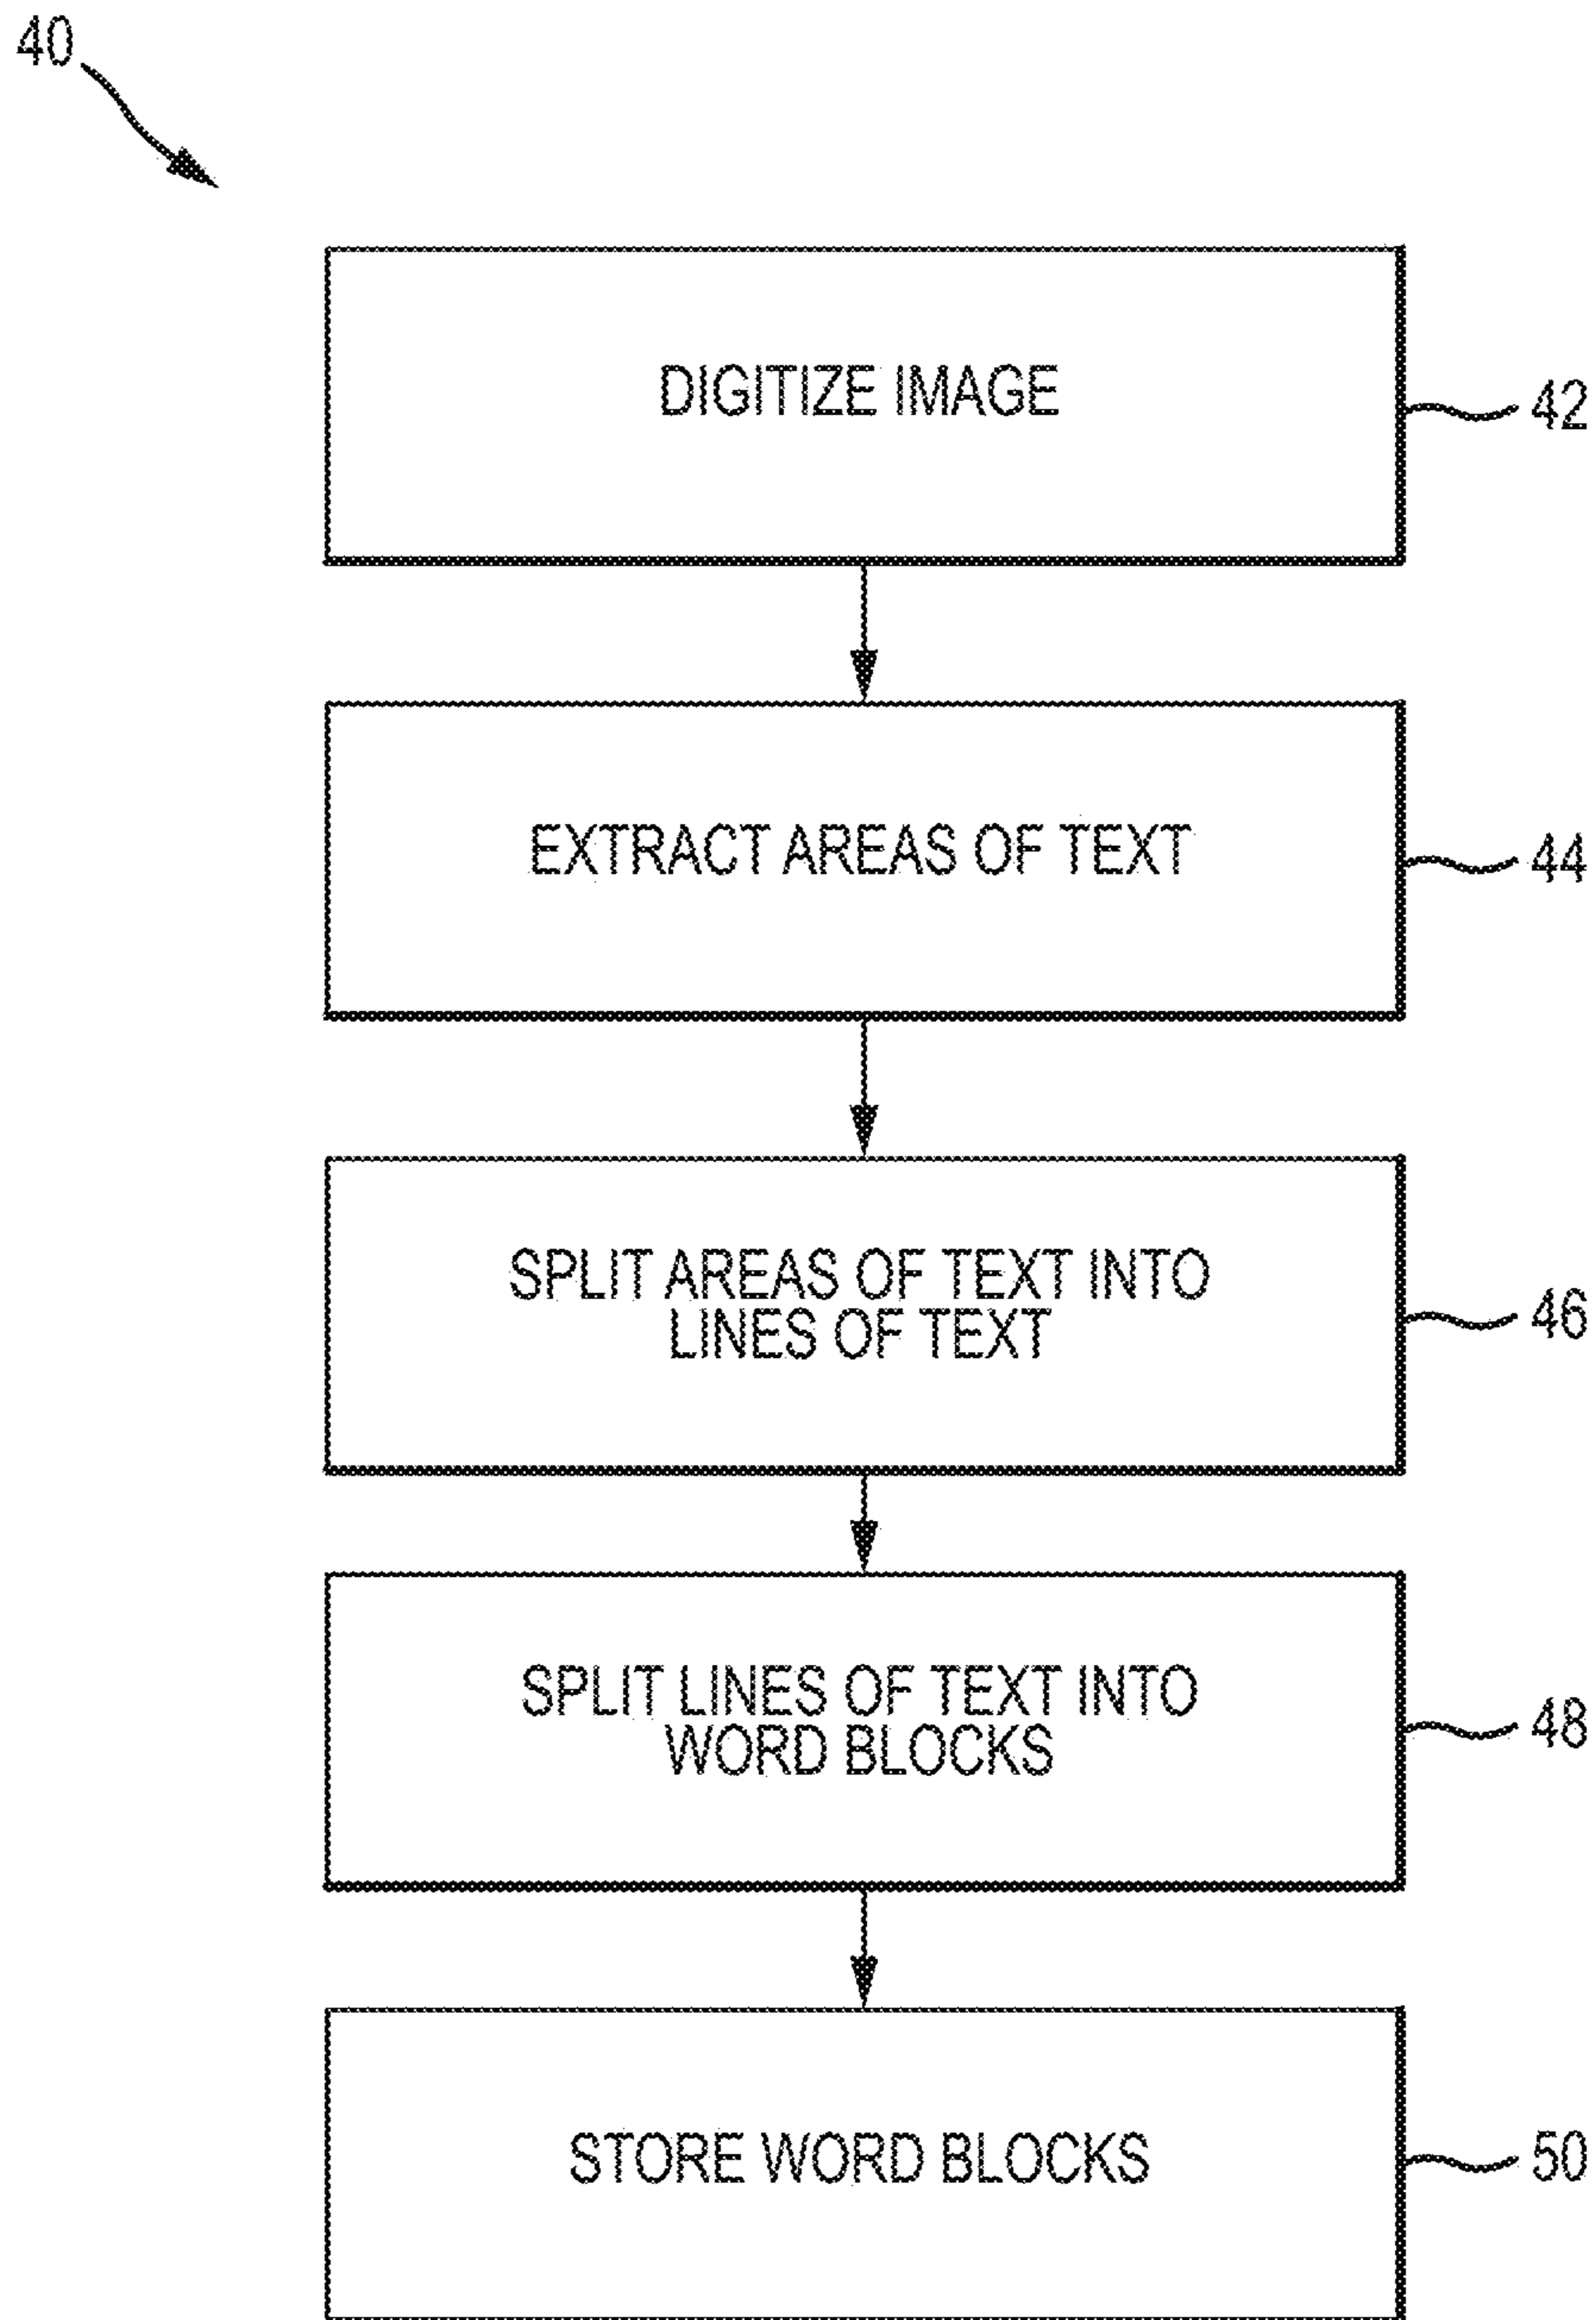 40
DIGITIZE IMAGE
42
EXTRACT AREAS OF TEXT
44
SPLIT AREAS OF TEXT INTO
LINES OF TEXT
46
SPLIT LINES OF TEXT INTO
WORD BLOCKS
48
STORE WORD BLOCKS
50